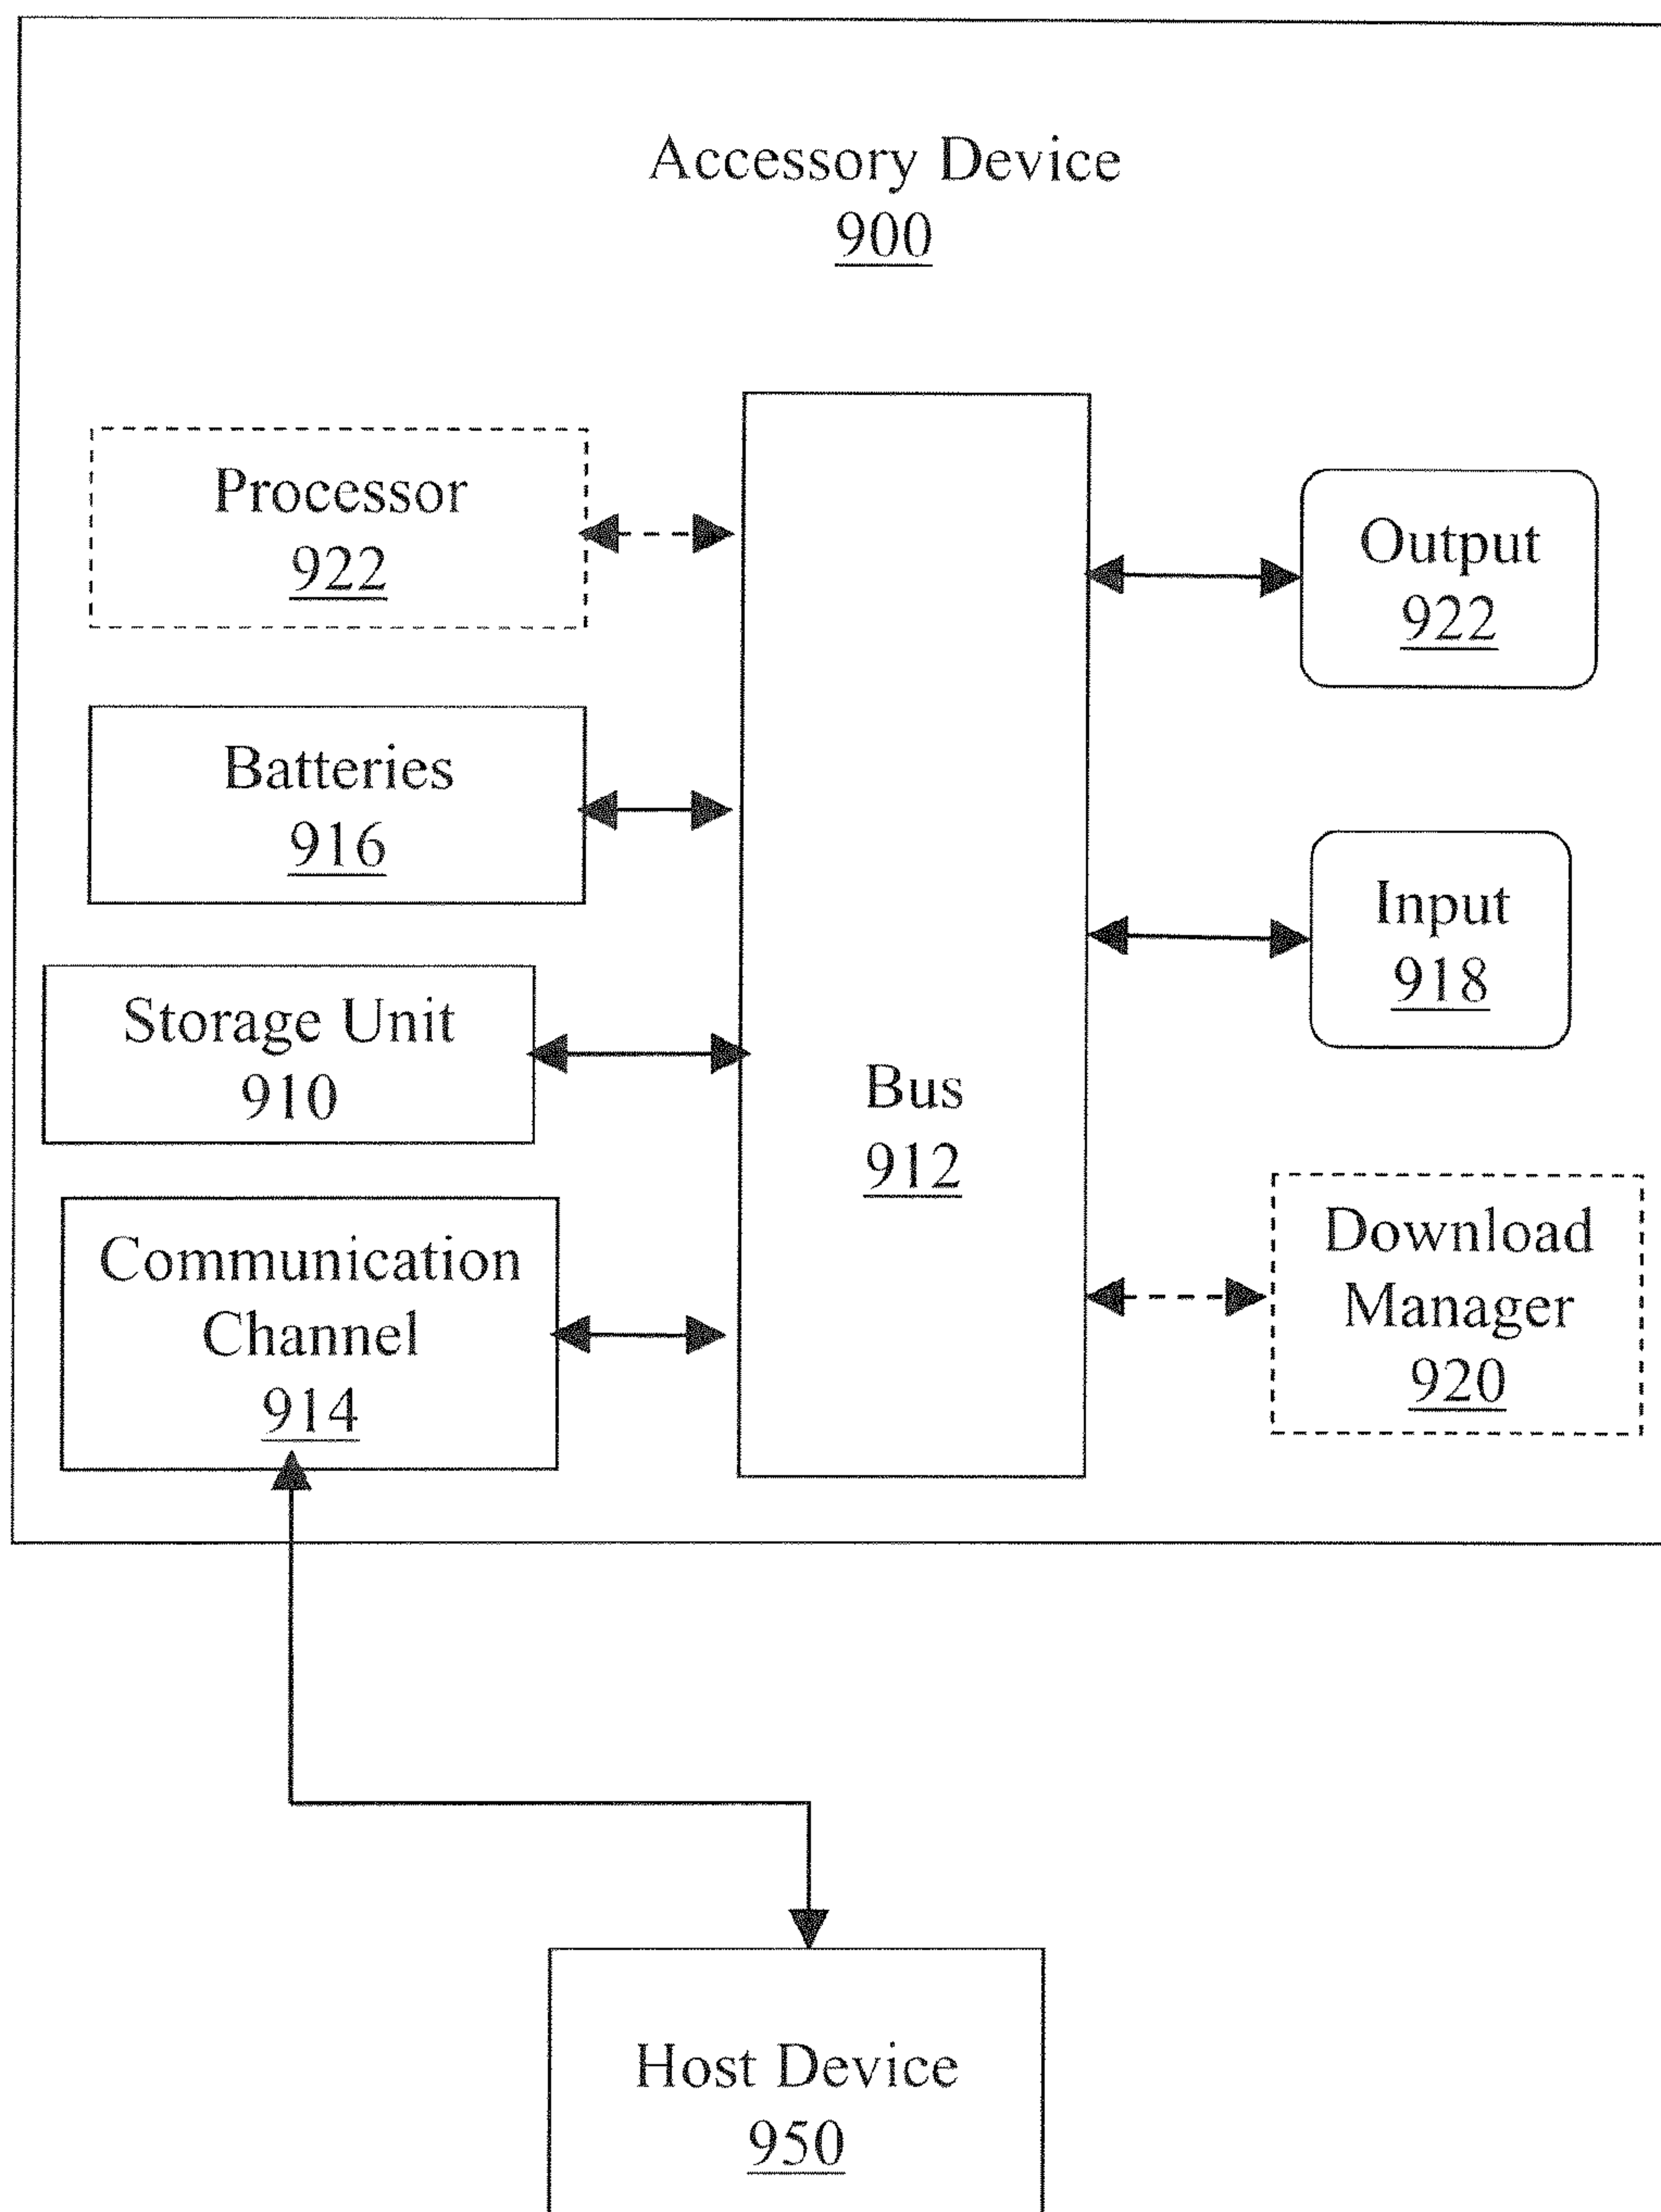 Accessory Device
900
Processor
922
Batteries
916
Storage Unit
910
Communication
Channel
914
Bus
912
Output
922
Input
918
Download
Manager
920
Host Device
950